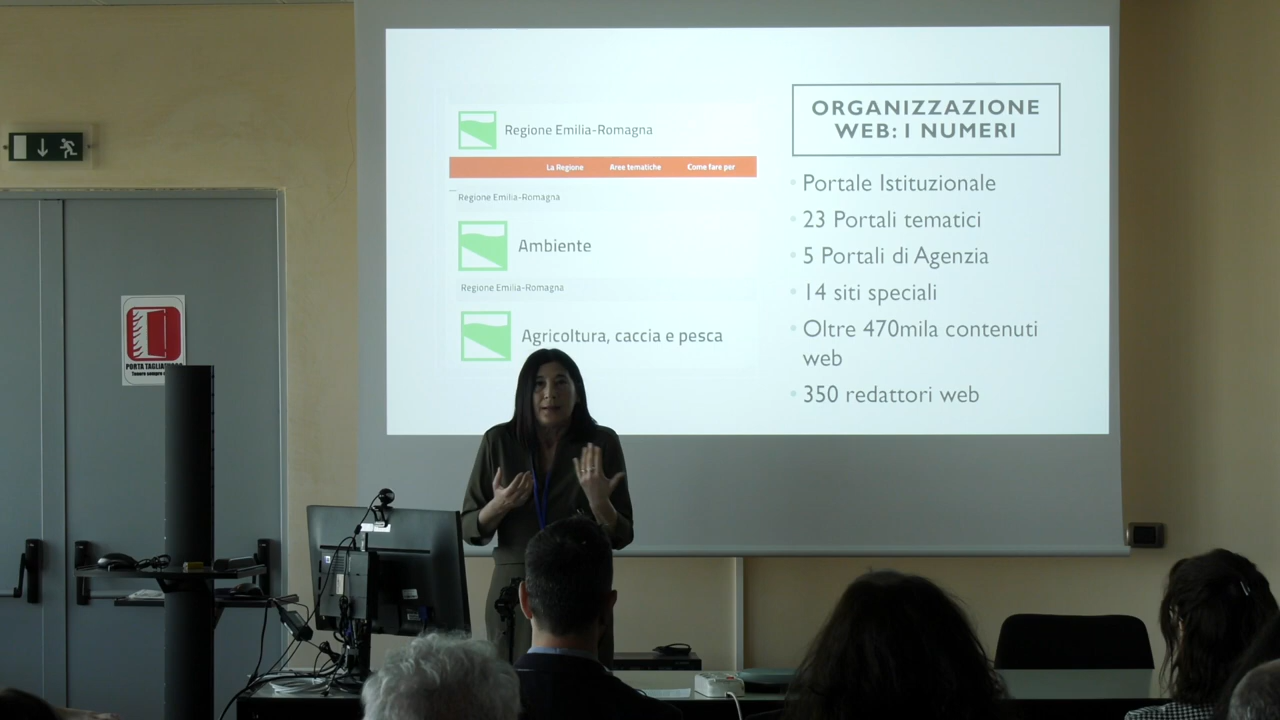 ORGANIZZAZIONE
WEB: I NUMERI
Regione Emilia-Romagna
La Regione Aree tematiche Come fare per
Regione Emilia-Romagna
Ambiente
Regione Emilia-Romagna
Agricoltura, caccia e pesca
• Portale Istituzionale
• 23 Portali tematici
• 5 Portali di Agenzia
• 14 siti speciali
• Oltre 470mila contenuti
web
• 350 redattori web
PORTA